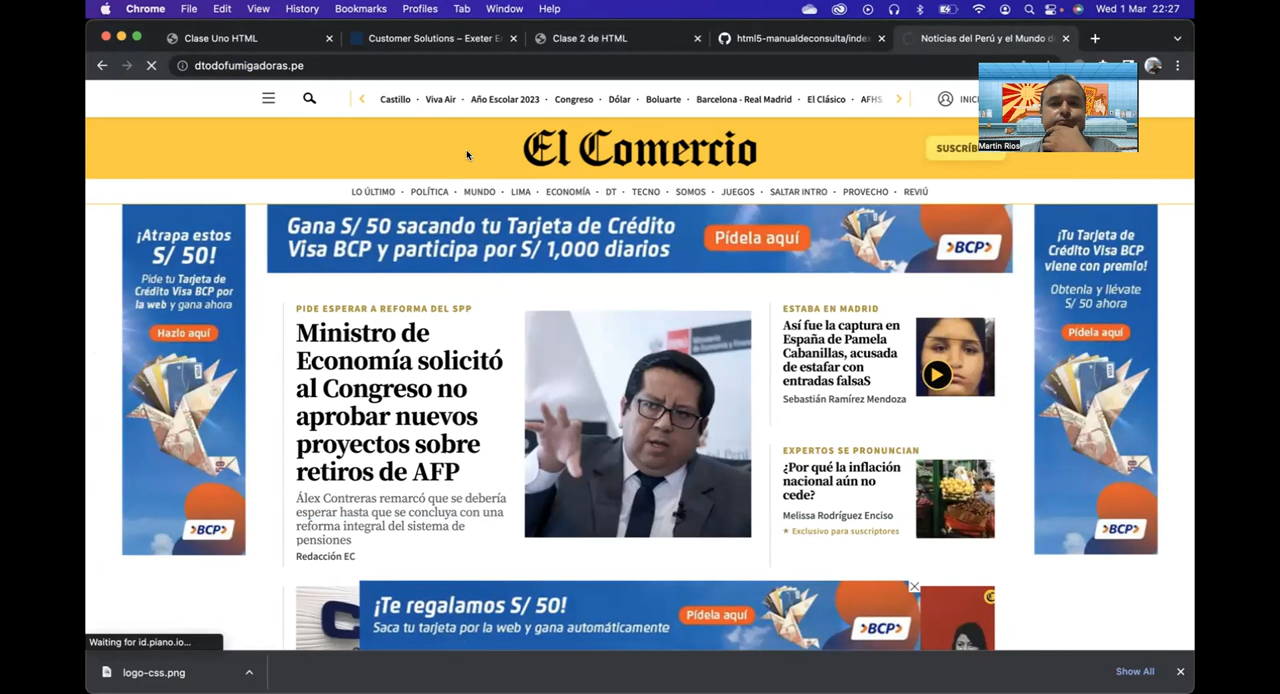 Chrome File Edit View History Bookmarks Profiles Tab Window Help Wed 1 Mar 22:27
Clase Uno HTML Customer Solutions – Exeter E Clase 2 de HTML html5-manualdeconsulta/index Noticias del Perú y el Mundo d
dtodofumigadoras.pe
Castillo · Viva Air · Año Escolar 2023 · Congreso · Dólar · Boluarte · Barcelona - Real Madrid · El Clásico · AFHS
INICI
El Comercio
SUSCRÍB
Martin Rios
LO ÚLTIMO · POLÍTICA · MUNDO · LIMA · ECONOMÍA · DT · TECNO · SOMOS · JUEGOS · SALTAR INTRO · PROVECHO · REVIÚ
¡Atrapa estos
S/ 50!
Pide tu Tarjeta de
Crédito Visa BCP por
la web y gana ahora
Hazlo aquí
BCP
Gana S/ 50 sacando tu Tarjeta de Crédito
Visa BCP y participa por S/ 1,000 diarios
Pídela aquí
BCP
¡Tu Tarjeta de
Crédito Visa BCP
viene con premio!
Obtenla y llévate
S/ 50 ahora
Pídela aquí
BCP
PIDE ESPERAR A REFORMA DEL SPP
Ministro de
Economía solicitó
al Congreso no
aprobar nuevos
proyectos sobre
retiros de AFP
Álex Contreras remarcó que se debería
esperar hasta que se concluya con una
reforma integral del sistema de
pensiones
Redacción EC
ESTABA EN MADRID
Así fue la captura en
España de Pamela
Cabanillas, acusada
de estafar con
entradas falsaS
Sebastián Ramírez Mendoza
EXPERTOS SE PRONUNCIAN
¿Por qué la inflación
nacional aún no
cede?
Melissa Rodríguez Enciso
★ Exclusivo para suscriptores
¡Te regalamos S/ 50!
Saca tu tarjeta por la web y gana automáticamente
Pídela aquí
BCP
Waiting for id.piano.io...
logo-css.png
Show All